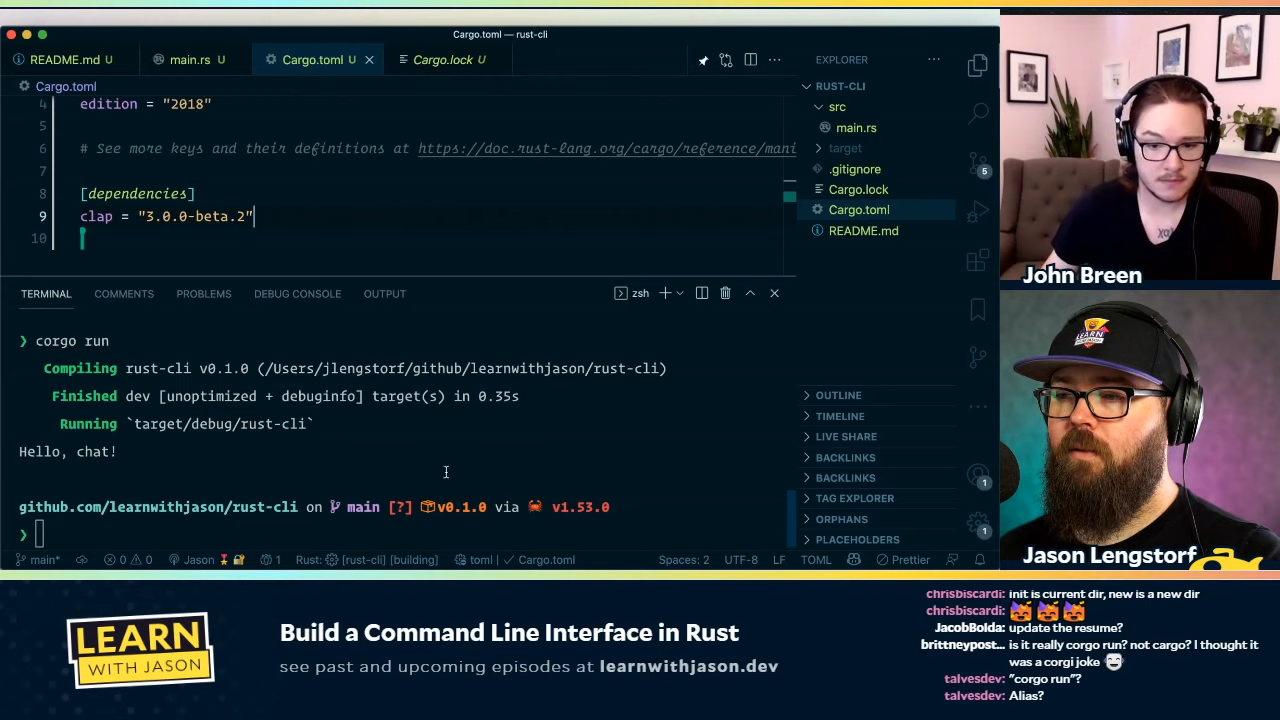 Cargo.toml — rust-cli
README.md U
main.rs U
Cargo.toml U
Cargo.lock U
Cargo.toml
4 edition = "2018"
5
6 # See more keys and their definitions at https://doc.rust-lang.org/cargo/reference/mani
7
8 [dependencies]
9 clap = "3.0.0-beta.2"
10
EXPLORER
RUST-CLI
src
main.rs
target
.gitignore
Cargo.lock
Cargo.toml
README.md
OUTLINE
TIMELINE
LIVE SHARE
BACKLINKS
BACKLINKS
TAG EXPLORER
ORPHANS
PLACEHOLDERS
5
1
1
TERMINAL COMMENTS PROBLEMS DEBUG CONSOLE OUTPUT
zsh
❯ corgo run
Compiling rust-cli v0.1.0 (/Users/jlengstorf/github/learnwithjason/rust-cli)
Finished dev [unoptimized + debuginfo] target(s) in 0.35s
Running `target/debug/rust-cli`
Hello, chat!
github.com/learnwithjason/rust-cli on main [?] v0.1.0 via v1.53.0
❯
main* 0 0 Jason 1 Rust: [rust-cli] [building] toml | ✓ Cargo.toml Spaces: 2 UTF-8 LF TOML Prettier
John Breen
LEARN WITH JASON
Jason Lengstorf
LEARN
WITH JASON
Build a Command Line Interface in Rust
see past and upcoming episodes at learnwithjason.dev
chrisbiscardi: init is current dir, new is a new dir
chrisbiscardi:
JacobBolda: update the resume?
brittneypost... is it really corgo run? not cargo? I thought it
was a corgi joke
talvesdev: "corgo run"?
talvesdev: Alias?